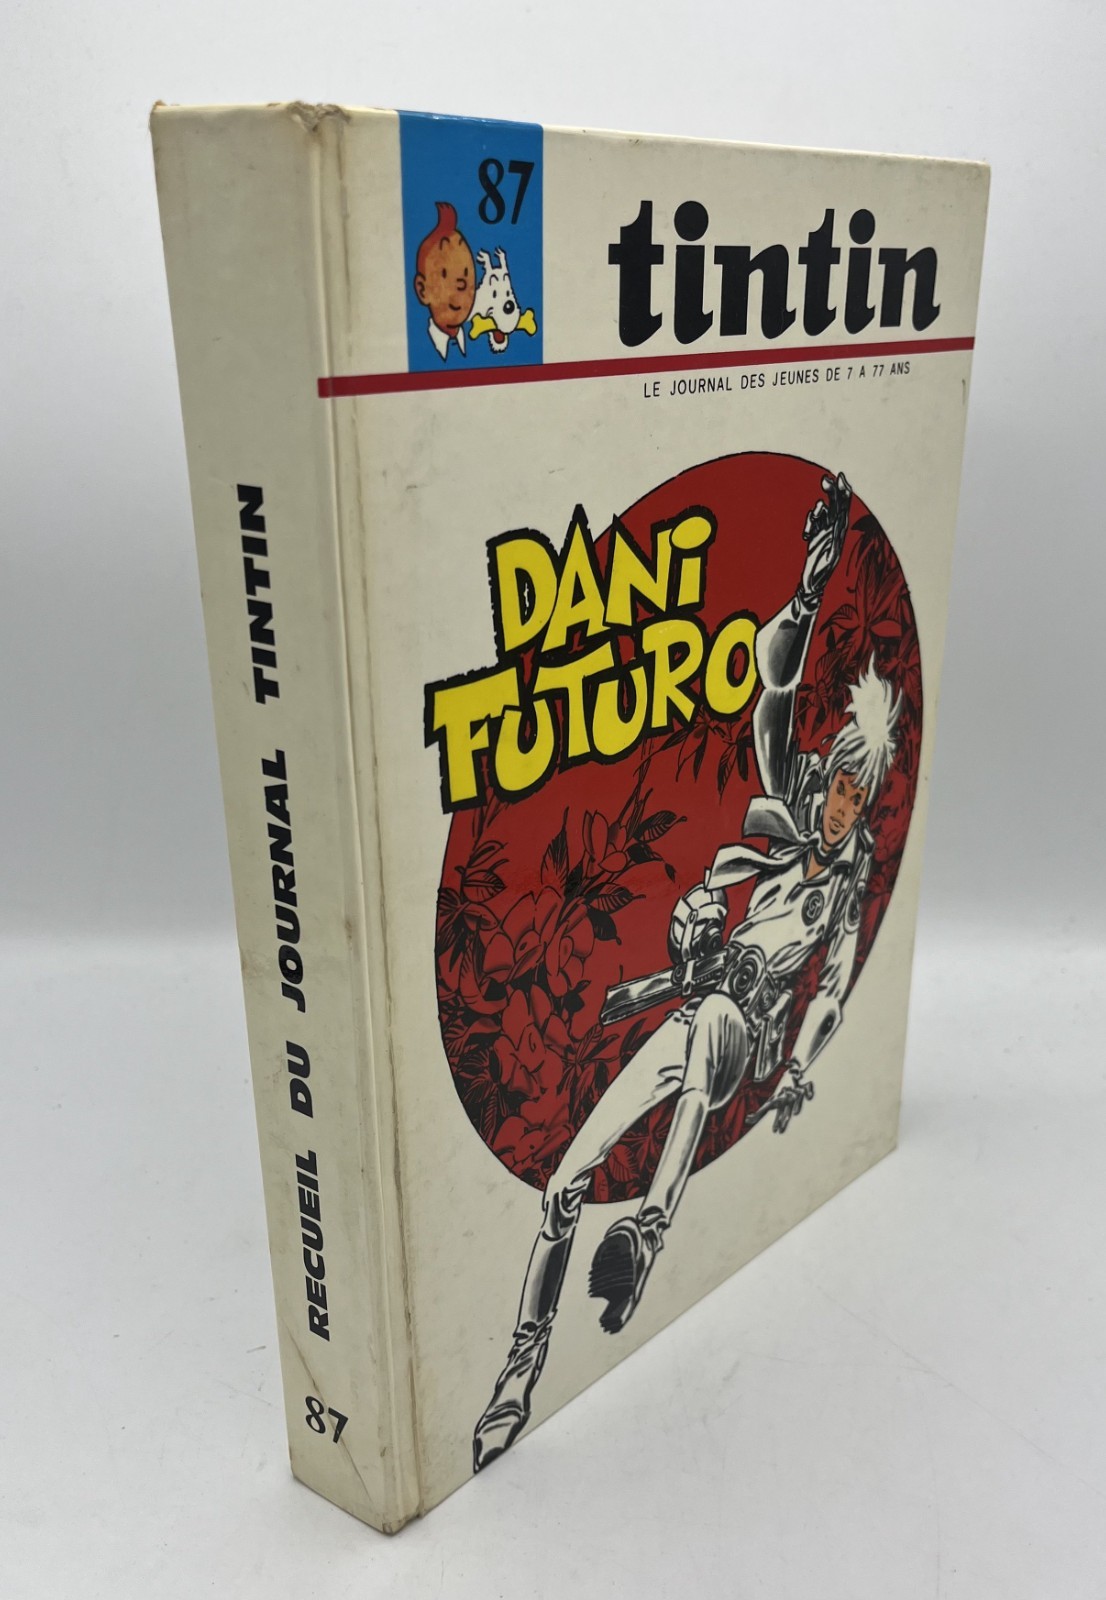 87
tintin
LE JOURNAL DES JEUNES DE 7 A 77 ANS
DANi
FUTURO
RECUEIL DU JOURNAL TINTIN
87